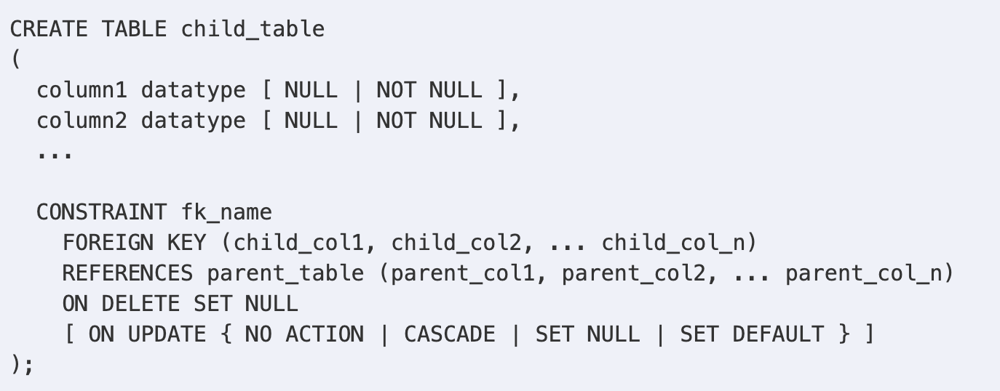 CREATE TABLE child_table
(
  column1 datatype [ NULL | NOT NULL ],
  column2 datatype [ NULL | NOT NULL ],
  ...

  CONSTRAINT fk_name
    FOREIGN KEY (child_col1, child_col2, ... child_col_n)
    REFERENCES parent_table (parent_col1, parent_col2, ... parent_col_n)
    ON DELETE SET NULL
    [ ON UPDATE { NO ACTION | CASCADE | SET NULL | SET DEFAULT } ]
);